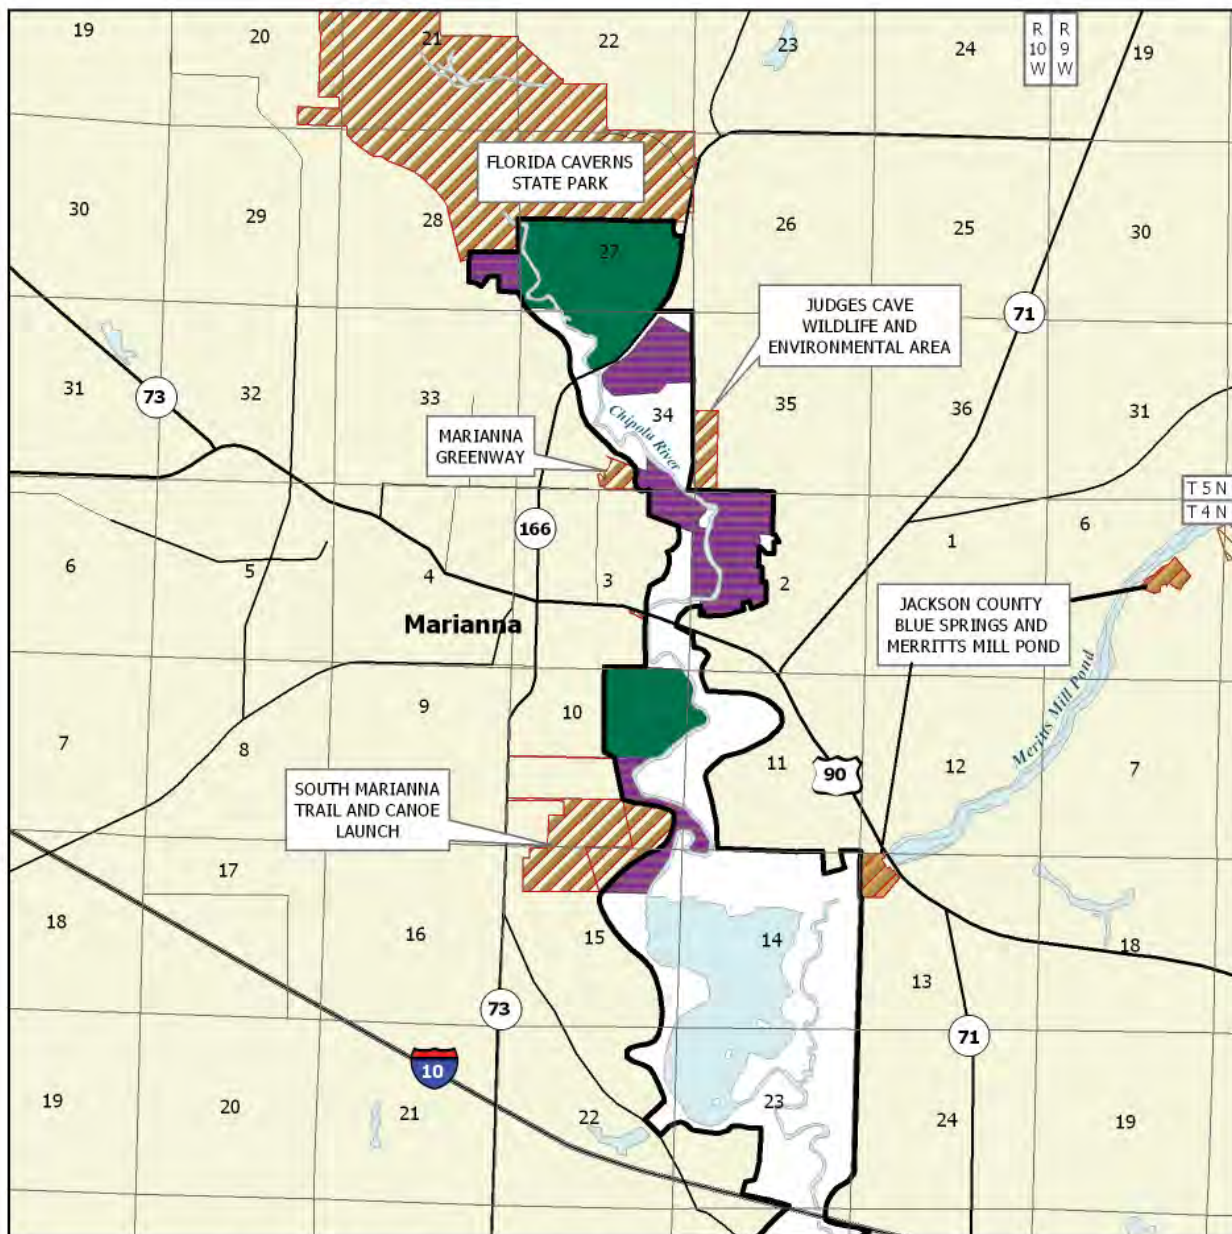 19
20
21
22
23
24
R
10
W
R
9
W
19
FLORIDA CAVERNS
STATE PARK
30
29
28
27
26
25
30
JUDGES CAVE
WILDLIFE AND
ENVIRONMENTAL AREA
71
31
73
32
33
34
35
36
31
Chipola River
MARIANNA
GREENWAY
T 5 N
T 4 N
166
6
5
4
3
2
1
6
Marianna
JACKSON COUNTY
BLUE SPRINGS AND
MERRITTS MILL POND
Meritts Mill Pond
7
8
9
10
11
12
7
90
SOUTH MARIANNA
TRAIL AND CANOE
LAUNCH
18
17
16
15
14
13
18
73
71
10
19
20
21
22
23
24
19